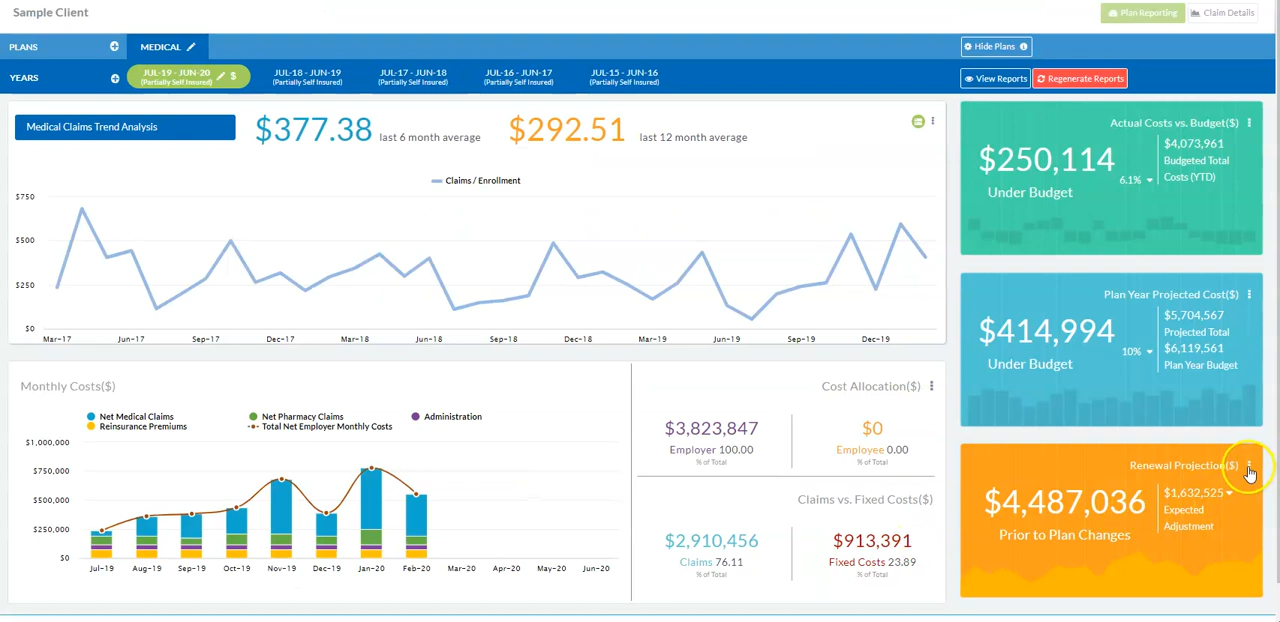 Sample Client
Plan Reporting
Claim Details
PLANS
MEDICAL
Hide Plans
YEARS
JUL-19 - JUN-20
(Partially Self Insured)
$
JUL-18 - JUN-19
(Partially Self Insured)
JUL-17 - JUN-18
(Partially Self Insured)
JUL-16 - JUN-17
(Partially Self Insured)
JUL-15 - JUN-16
(Partially Self Insured)
View Reports
Regenerate Reports
Medical Claims Trend Analysis
$377.38 last 6 month average
$292.51 last 12 month average
Claims / Enrollment
$750
$500
$250
$0
Mar-17 Jun-17 Sep-17 Dec-17 Mar-18 Jun-18 Sep-18 Dec-18 Mar-19 Jun-19 Sep-19 Dec-19
Actual Costs vs. Budget($)
$250,114
Under Budget
6.1%
$4,073,961
Budgeted Total
Costs (YTD)
Plan Year Projected Cost($)
$414,994
Under Budget
10%
$5,704,567
Projected Total
$6,119,561
Plan Year Budget
Renewal Projection($)
$4,487,036
Prior to Plan Changes
$1,632,525
Expected
Adjustment
Monthly Costs($)
Net Medical Claims
Net Pharmacy Claims
Administration
Reinsurance Premiums
Total Net Employer Monthly Costs
$1,000,000
$750,000
$500,000
$250,000
$0
Jul-19 Aug-19 Sep-19 Oct-19 Nov-19 Dec-19 Jan-20 Feb-20 Mar-20 Apr-20 May-20 Jun-20
Cost Allocation($)
$3,823,847
Employer 100.00
% of Total
$0
Employee 0.00
% of Total
Claims vs. Fixed Costs($)
$2,910,456
Claims 76.11
% of Total
$913,391
Fixed Costs 23.89
% of Total